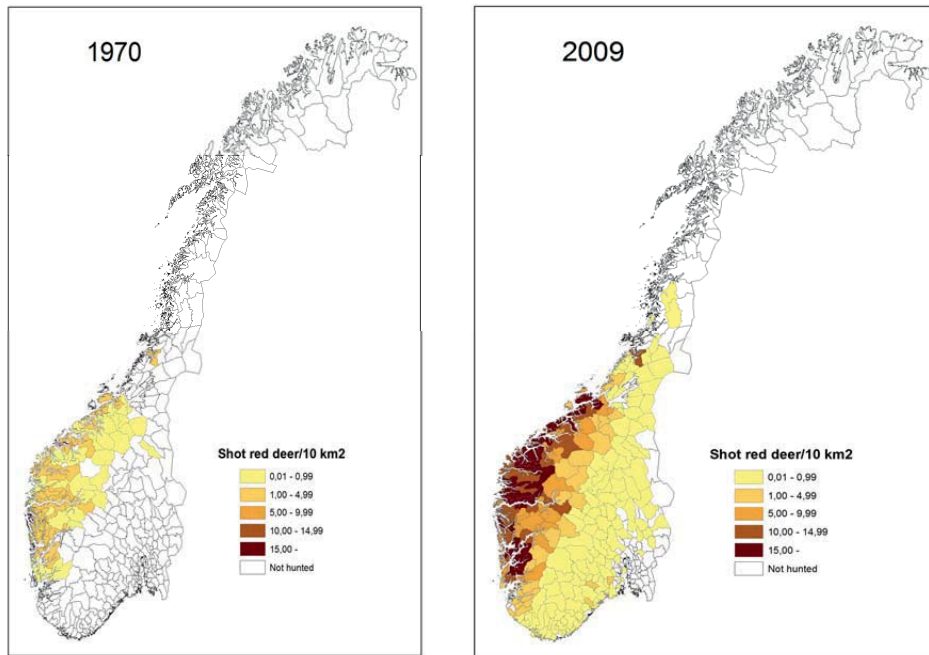 1970
Shot red deer/10 km2
0,01 - 0,99
1,00 - 4,99
5,00 - 9,99
10,00 - 14,99
15,00 -
Not hunted
2009
Shot red deer/10 km2
0,01 - 0,99
1,00 - 4,99
5,00 - 9,99
10,00 - 14,99
15,00 -
Not hunted